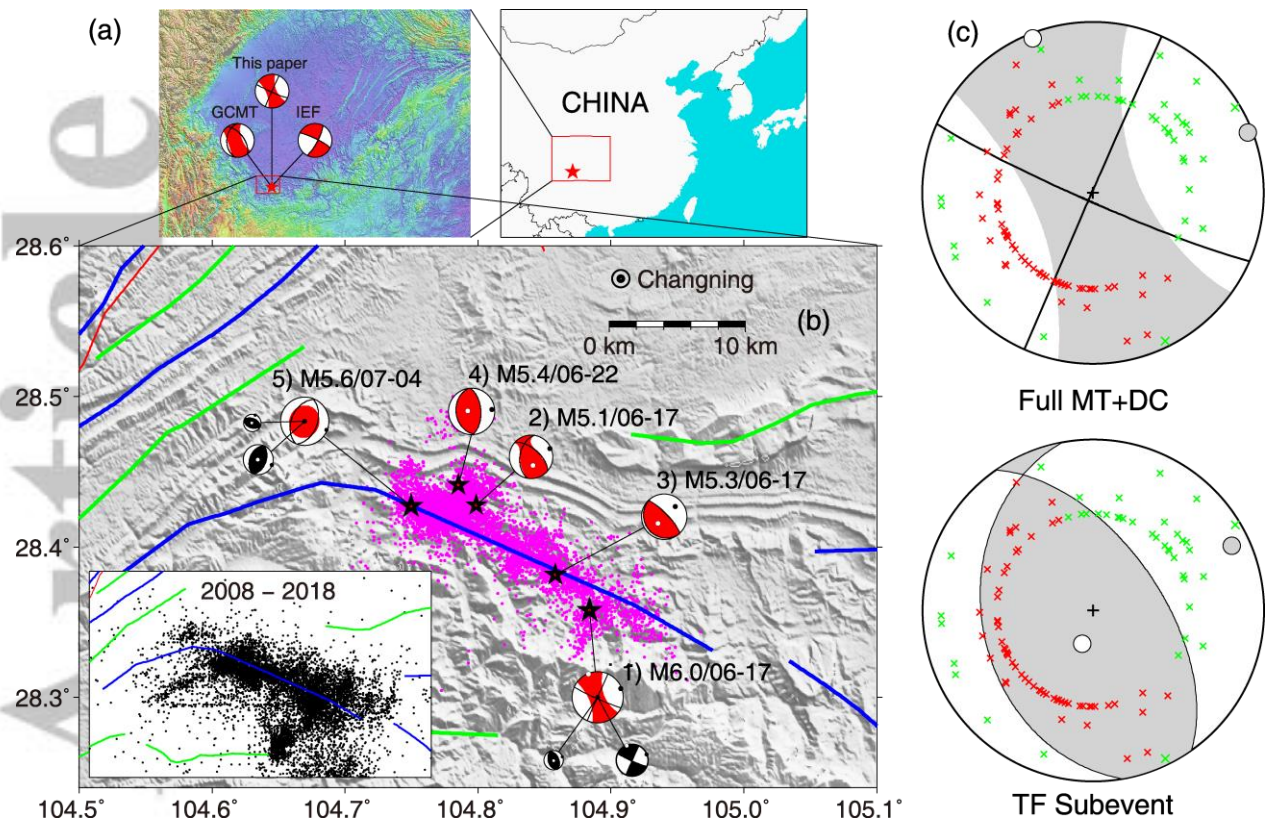 (a)
This paper
GCMT
IEF
CHINA
(c)
28.6°
28.5°
28.4°
28.3°
Changning
(b)
0 km
10 km
5) M5.6/07-04
4) M5.4/06-22
2) M5.1/06-17
3) M5.3/06-17
1) M6.0/06-17
2008 – 2018
104.5°
104.6°
104.7°
104.8°
104.9°
105.0°
105.1°
Full MT+DC
TF Subevent